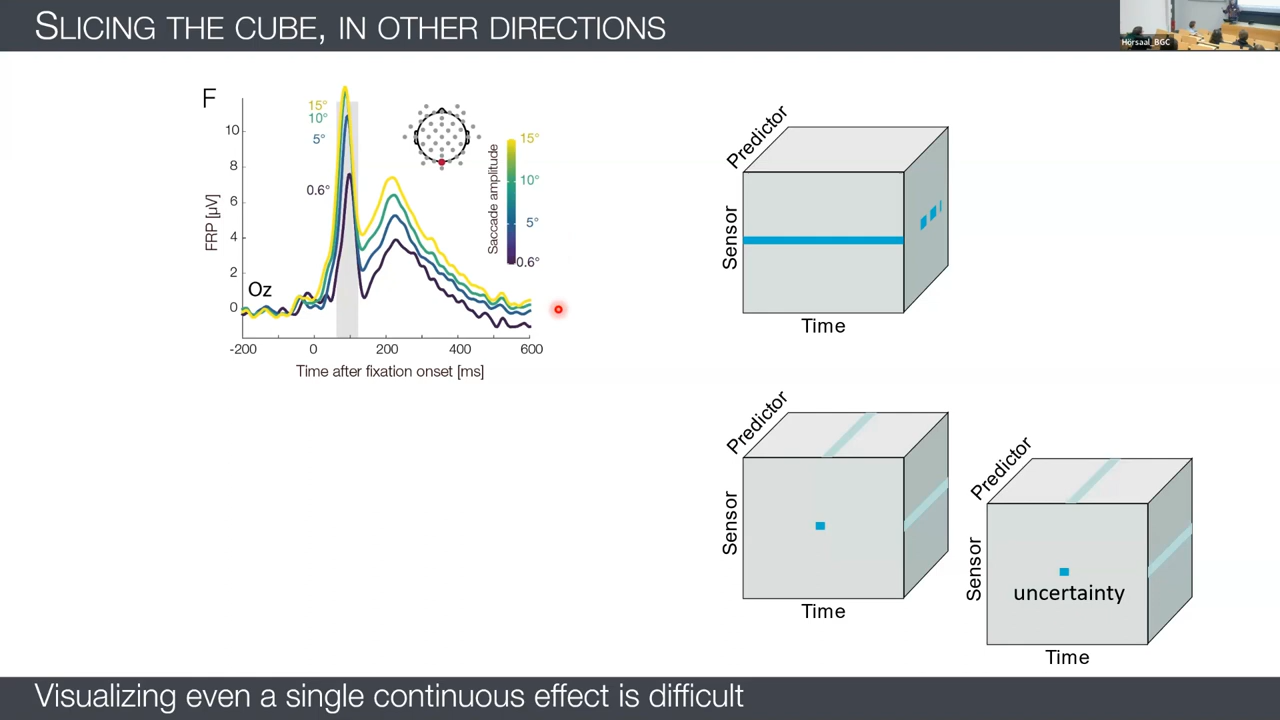 SLICING THE CUBE, IN OTHER DIRECTIONS
Hörsaal_BGC
F
15°
10°
5°
0.6°
10
8
6
4
2
0
FRP [µV]
Oz
-200
0
200
400
600
Time after fixation onset [ms]
Saccade amplitude
15°
10°
5°
0.6°
Predictor
Sensor
Time
Predictor
Sensor
Time
Predictor
Sensor
uncertainty
Time
Visualizing even a single continuous effect is difficult